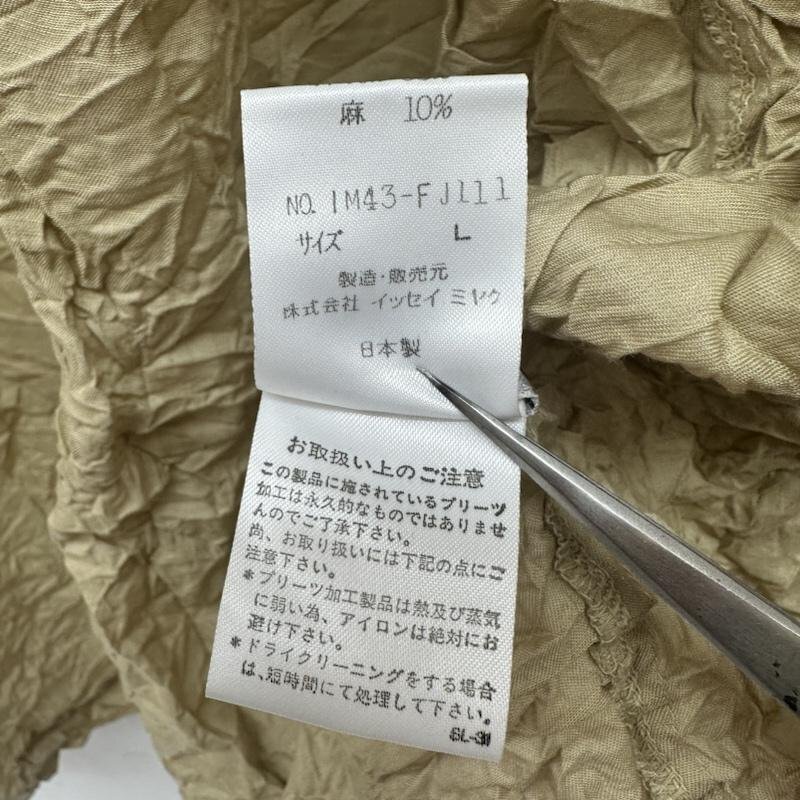 麻 10%
NO. IM43-FJ111
サイズ L
製造・販売元
株式会社 イッセイ ミヤケ
日本製
お取扱い上のご注意
この製品に施されているプリーツ
加工は永久的なものではありませ
んのでご了承下さい。
尚、お取り扱いには下記の点にご
注意下さい。
＊プリーツ加工製品は熱及び蒸気
に弱い為、アイロンは絶対にお
避け下さい。
＊ドライクリーニングをする場合
は、短時間にて処理して下さい。